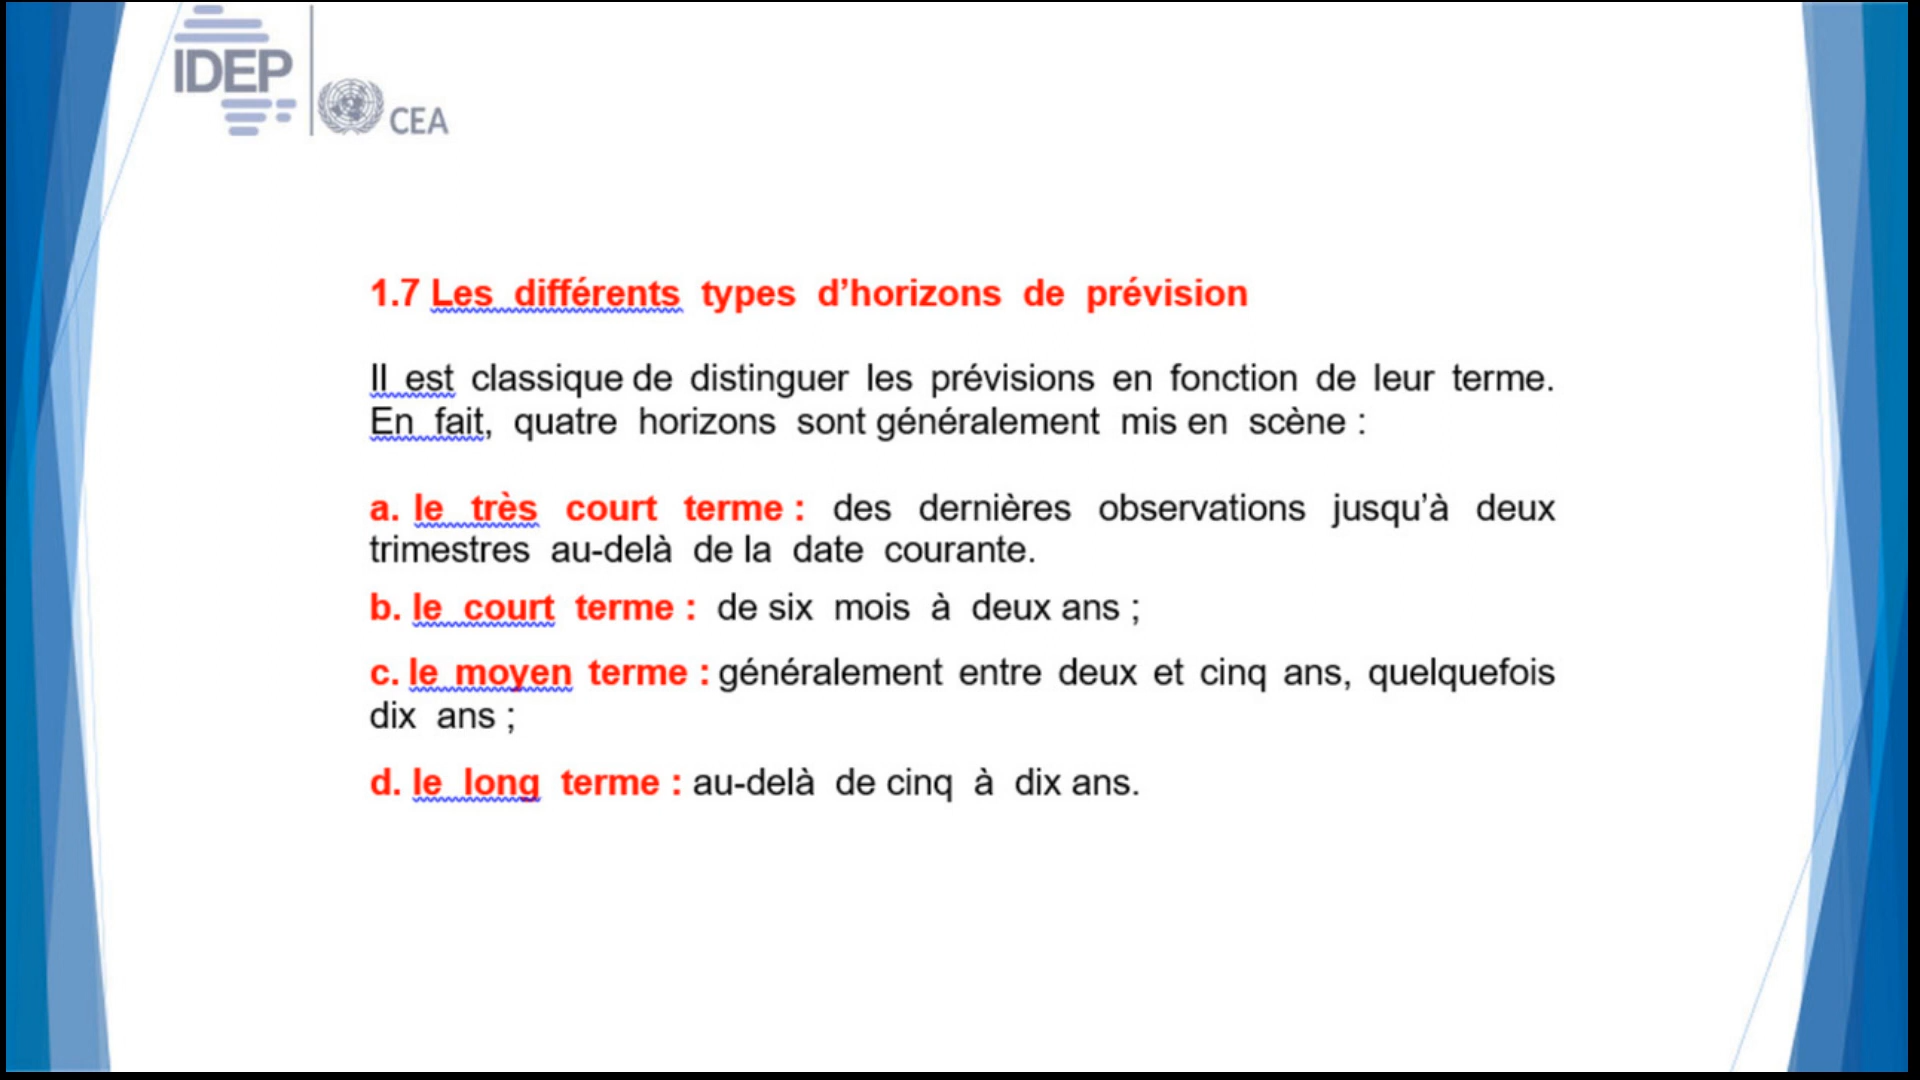 IDEP
CEA
1.7 Les différents types d’horizons de prévision
Il est classique de distinguer les prévisions en fonction de leur terme.
En fait, quatre horizons sont généralement mis en scène :
a. le très court terme : des dernières observations jusqu’à deux
trimestres au-delà de la date courante.
b. le court terme : de six mois à deux ans ;
c. le moyen terme : généralement entre deux et cinq ans, quelquefois
dix ans ;
d. le long terme : au-delà de cinq à dix ans.